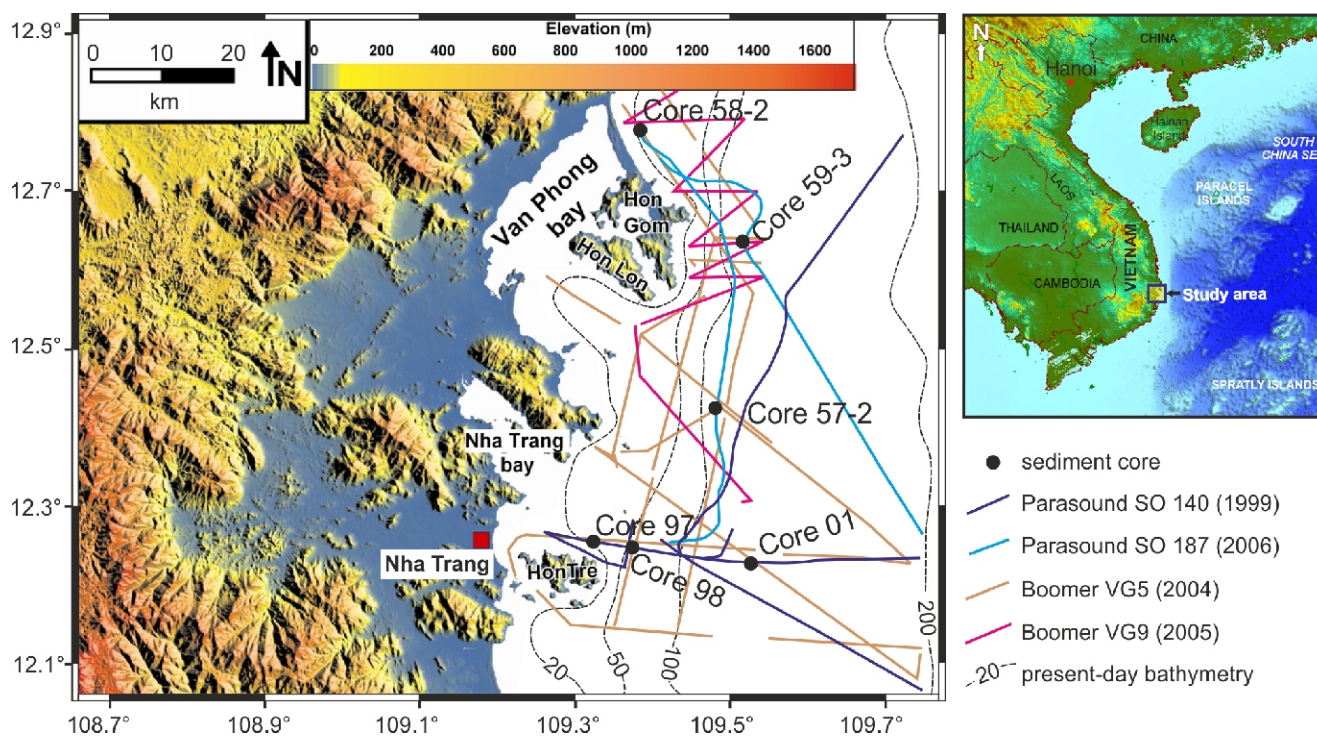 12.9°
12.7°
12.5°
12.3°
12.1°
108.7°
108.9°
109.1°
109.3°
109.5°
109.7°
0
10
20
km
N
Elevation (m)
0
200
400
600
800
1000
1200
1400
1600
Core 58-2
Core 59-3
Van Phong
bay
Hon
Gom
Hon Lon
Core 57-2
Nha Trang
bay
Core 97
Core 98
Core 01
Nha Trang
HonTre
20
50
100
200
N
CHINA
Hanoi
Hainan
Island
SOUTH
CHINA SE
LAOS
PARACEL
ISLANDS
THAILAND
VIETNAM
CAMBODIA
Study area
SPRATLY ISLANDS
sediment core
Parasound SO 140 (1999)
Parasound SO 187 (2006)
Boomer VG5 (2004)
Boomer VG9 (2005)
20
present-day bathymetry